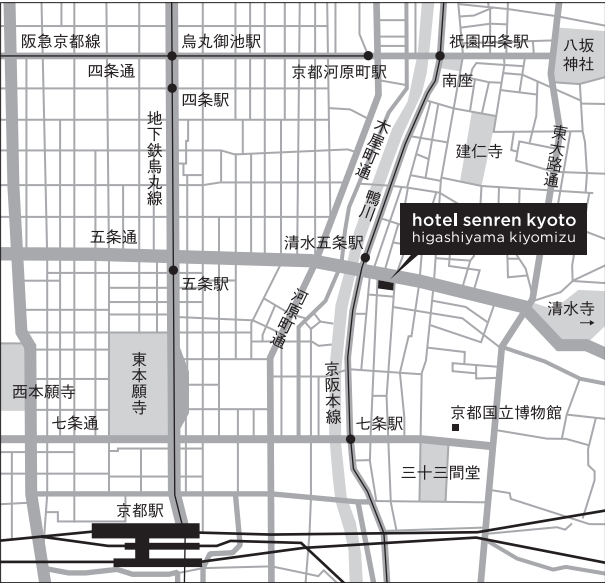 阪急京都線
烏丸御池駅
祇園四条駅
八坂
神社
四条通
京都河原町駅
南座
四条駅
地下鉄烏丸線
木屋町通
鴨川
建仁寺
東大路通
hotel senren kyoto
higashiyama kiyomizu
五条通
清水五条駅
五条駅
河原町通
清水寺
→
東本願寺
西本願寺
京阪本線
七条通
七条駅
京都国立博物館
三十三間堂
京都駅